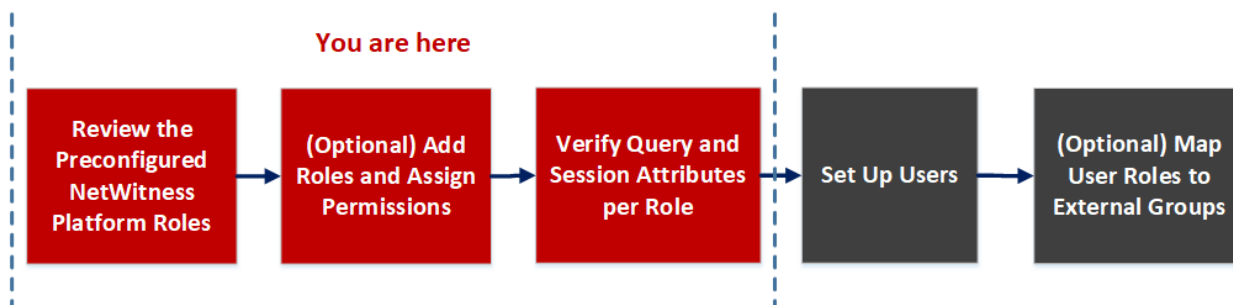 You are here
Review the
Preconfigured
NetWitness
Platform Roles
(Optional) Add
Roles and Assign
Permissions
Verify Query and
Session Attributes
per Role
Set Up Users
(Optional) Map
User Roles to
External Groups